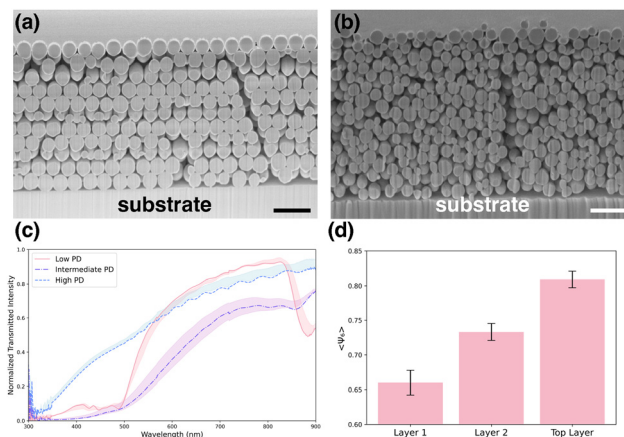 (a)
(b)
substrate
substrate
(c)
(d)
Normalized Transmitted Intensity
1.0
0.8
0.6
0.4
0.2
0.0
Low PD
Intermediate PD
High PD
300
400
500
600
700
800
900
Wavelength (nm)
<Ψ₆>
0.85
0.80
0.75
0.70
0.65
0.60
Layer 1
Layer 2
Top Layer